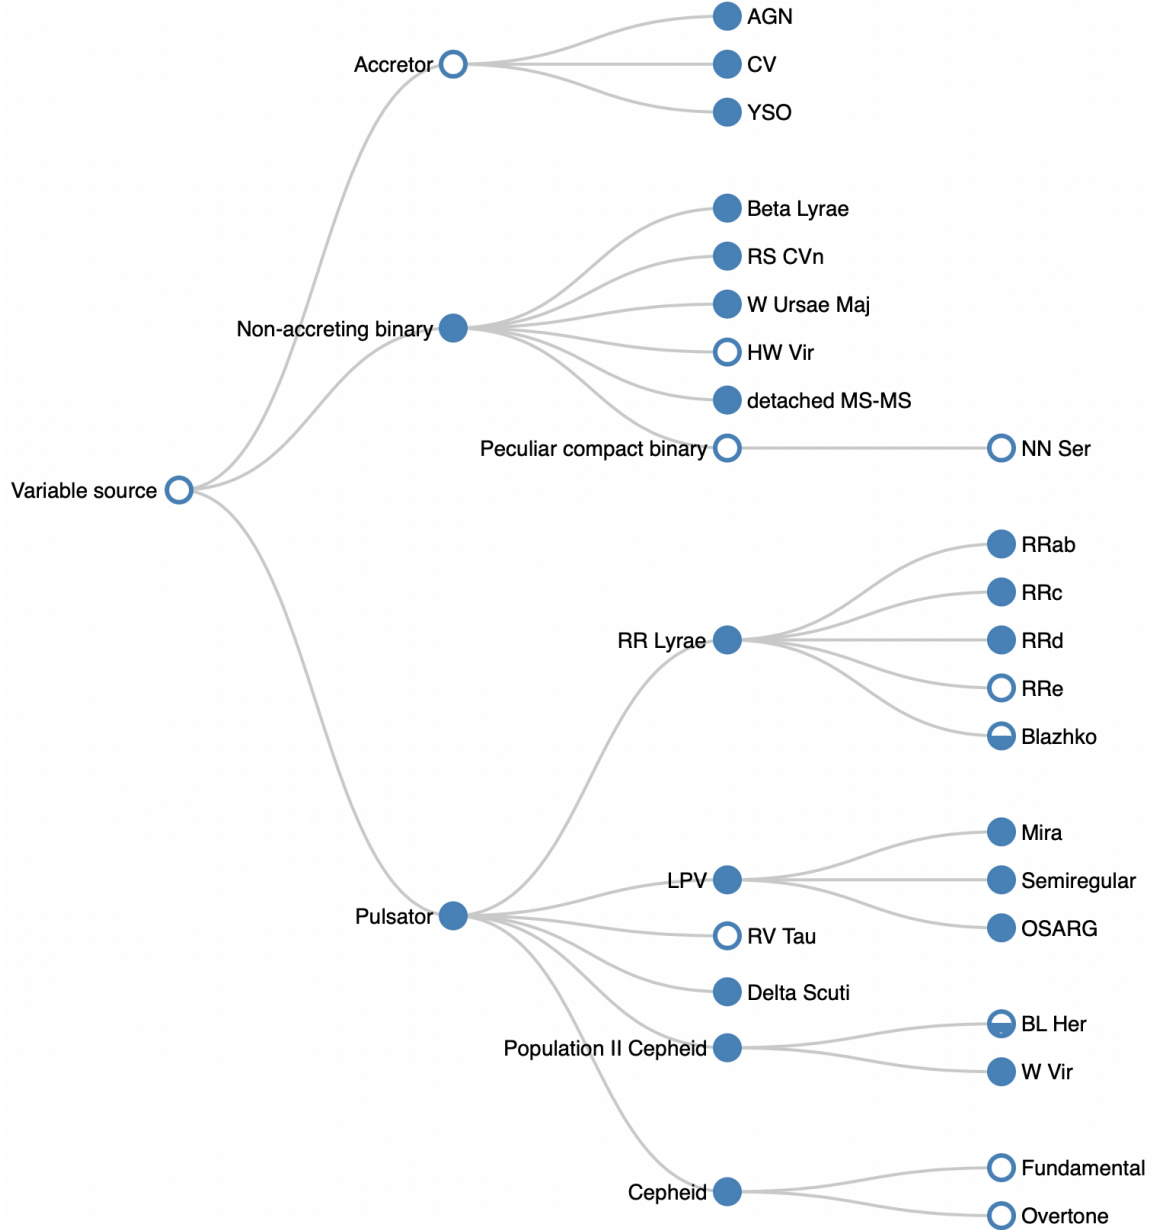 AGN
Accretor
CV
YSO
Beta Lyrae
RS CVn
W Ursae Maj
Non-accreting binary
HW Vir
detached MS-MS
Peculiar compact binary
NN Ser
Variable source
RRab
RRc
RR Lyrae
RRd
RRe
Blazhko
Mira
LPV
Semiregular
Pulsator
OSARG
RV Tau
Delta Scuti
BL Her
Population II Cepheid
W Vir
Fundamental
Cepheid
Overtone